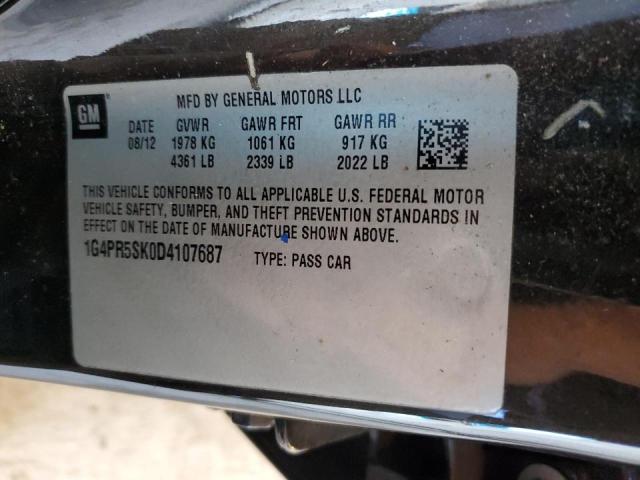 GM
MFD BY GENERAL MOTORS LLC
DATE GVWR GAWR FRT GAWR RR
08/12 1978 KG 1061 KG 917 KG
4361 LB 2339 LB 2022 LB
THIS VEHICLE CONFORMS TO ALL APPLICABLE U.S. FEDERAL MOTOR
VEHICLE SAFETY, BUMPER, AND THEFT PREVENTION STANDARDS IN
EFFECT ON THE DATE OF MANUFACTURE SHOWN ABOVE.
1G4PR5SK0D4107687 TYPE: PASS CAR